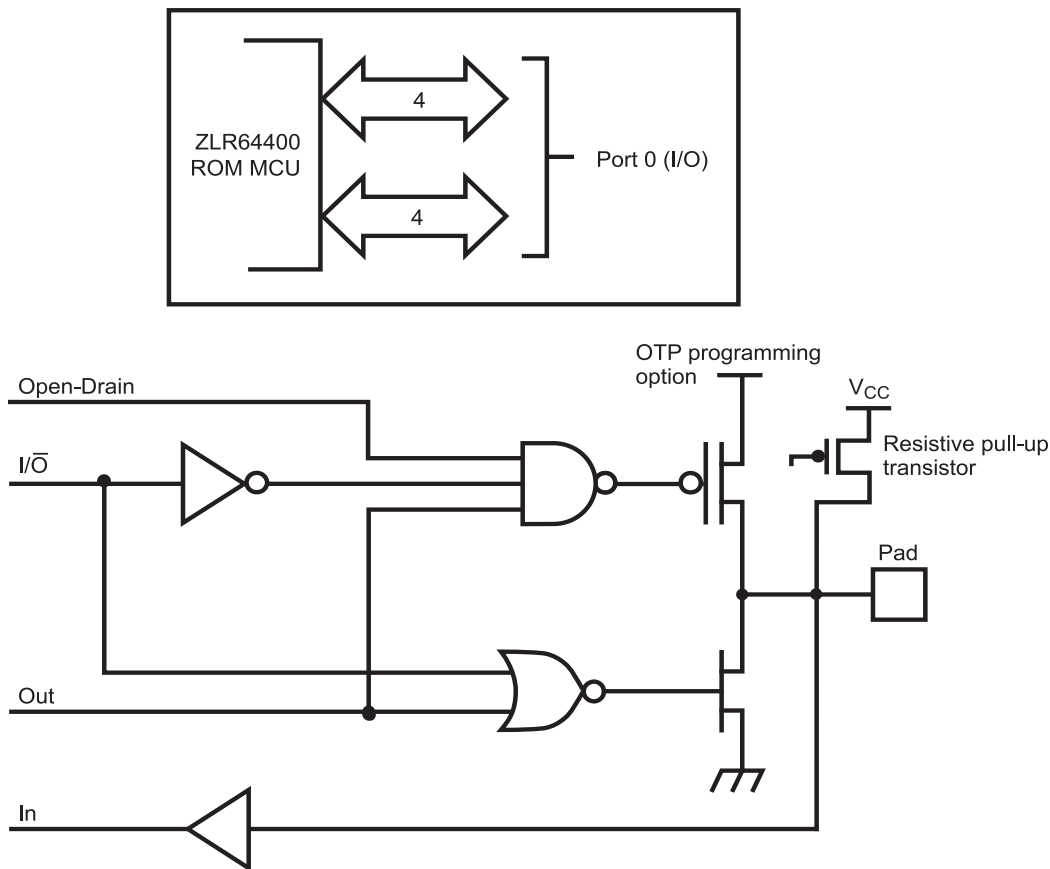 ZLR64400
ROM MCU
4
4
Port 0 (I/O)
OTP programming
option
Open-Drain
V_CC
I/O̅
Resistive pull-up
transistor
Pad
Out
In